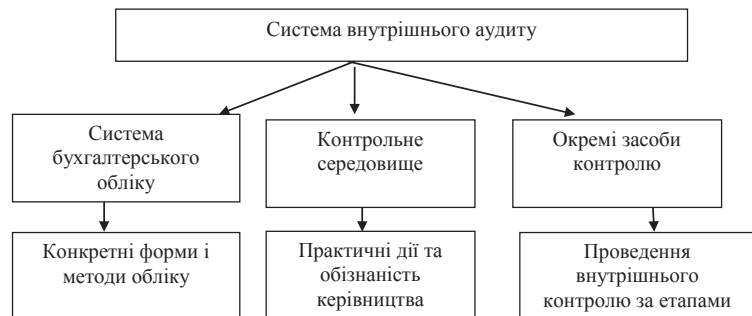 Система внутрішнього аудиту
Система
бухгалтерського
обліку
Контрольне
середовище
Окремі засоби
контролю
Конкретні форми і
методи обліку
Практичні дії та
обізнаність
керівництва
Проведення
внутрішнього
контролю за етапами